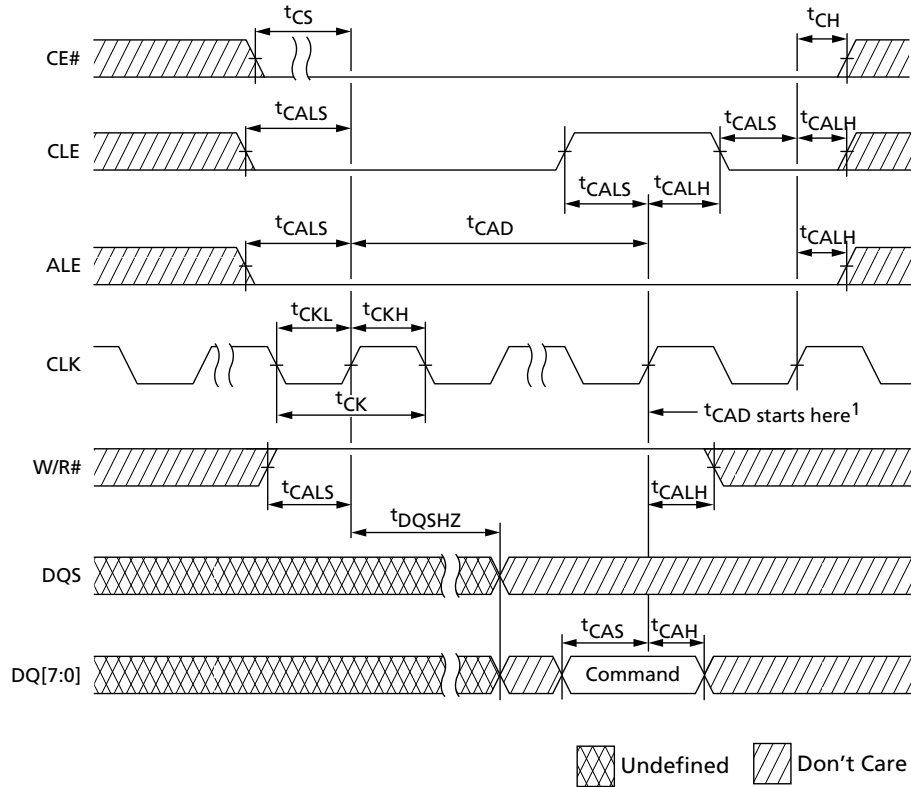 tCS
tCH
CE#
tCALS
tCALS
tCALH
CLE
tCALS
tCALH
tCALS
tCAD
tCALH
ALE
tCKL
tCKH
CLK
tCK
tCAD starts here1
W/R#
tCALS
tCALH
tDQSHZ
DQS
tCAS
tCAH
DQ[7:0]
Command
Undefined
Don't Care